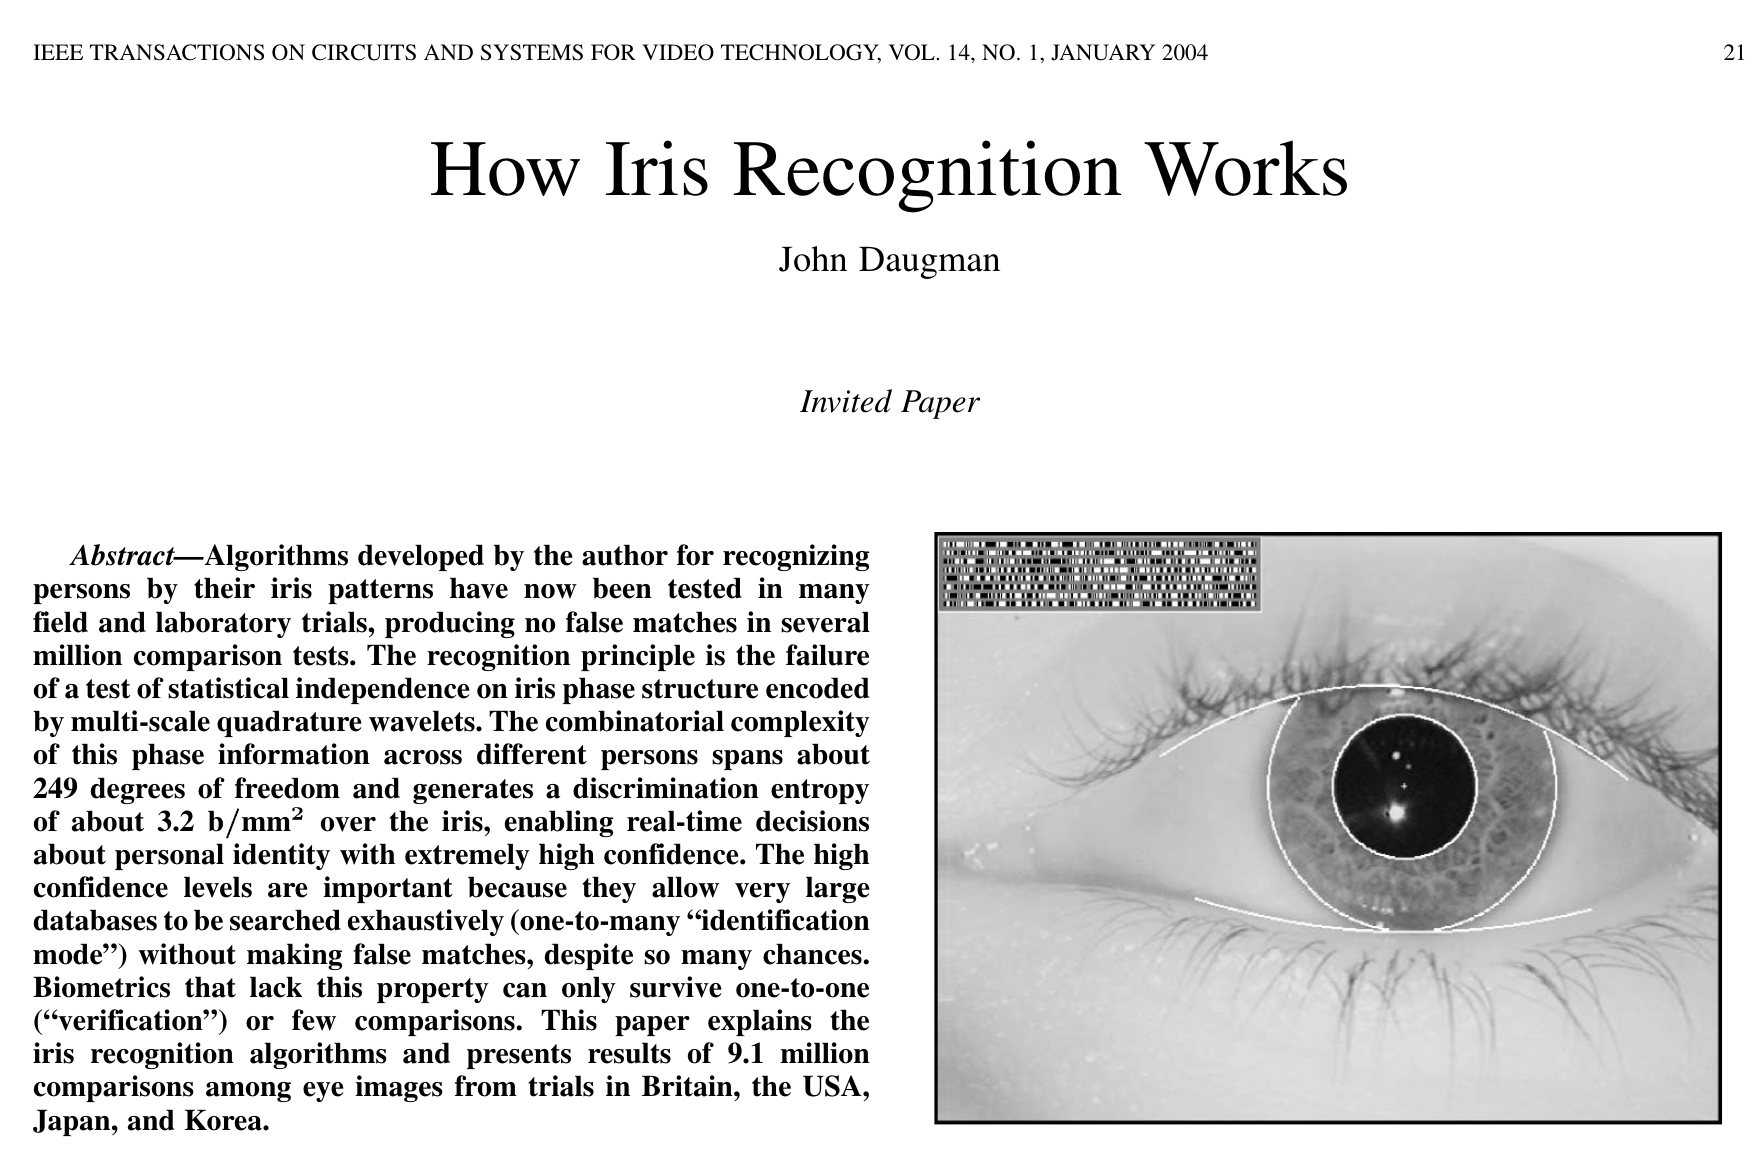 IEEE TRANSACTIONS ON CIRCUITS AND SYSTEMS FOR VIDEO TECHNOLOGY, VOL. 14, NO. 1, JANUARY 2004 21
How Iris Recognition Works
John Daugman
Invited Paper
Abstract—Algorithms developed by the author for recognizing
persons by their iris patterns have now been tested in many
field and laboratory trials, producing no false matches in several
million comparison tests. The recognition principle is the failure
of a test of statistical independence on iris phase structure encoded
by multi-scale quadrature wavelets. The combinatorial complexity
of this phase information across different persons spans about
249 degrees of freedom and generates a discrimination entropy
of about 3.2 b/mm² over the iris, enabling real-time decisions
about personal identity with extremely high confidence. The high
confidence levels are important because they allow very large
databases to be searched exhaustively (one-to-many “identification
mode”) without making false matches, despite so many chances.
Biometrics that lack this property can only survive one-to-one
(“verification”) or few comparisons. This paper explains the
iris recognition algorithms and presents results of 9.1 million
comparisons among eye images from trials in Britain, the USA,
Japan, and Korea.